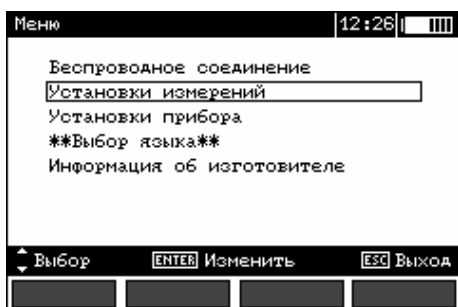 Меню 12:26
Беспроводное соединение
Установки измерений
Установки прибора
**Выбор языка**
Информация об изготовителе
Выбор ENTER Изменить ESC Выход